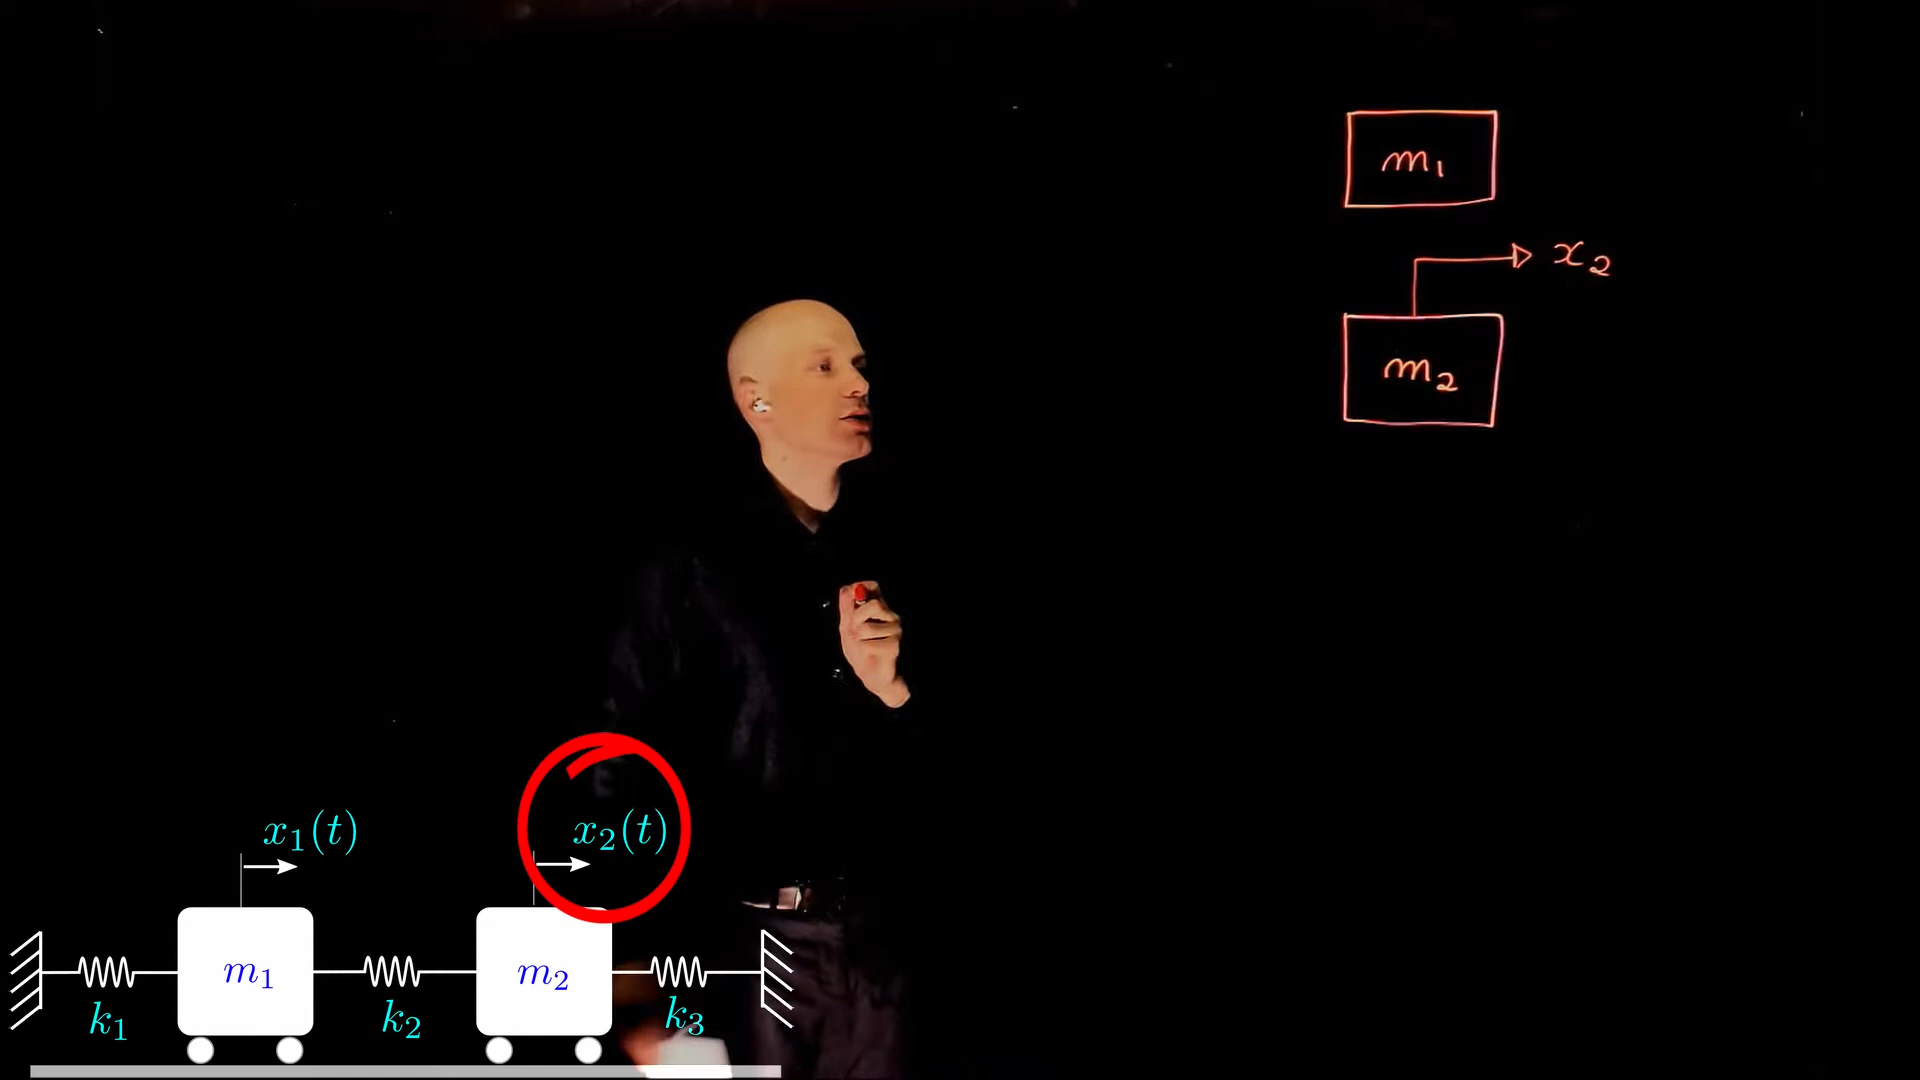 m₁
x₂
m₂
x₁(t) x₂(t)
m₁ m₂
k₁ k₂ k₃